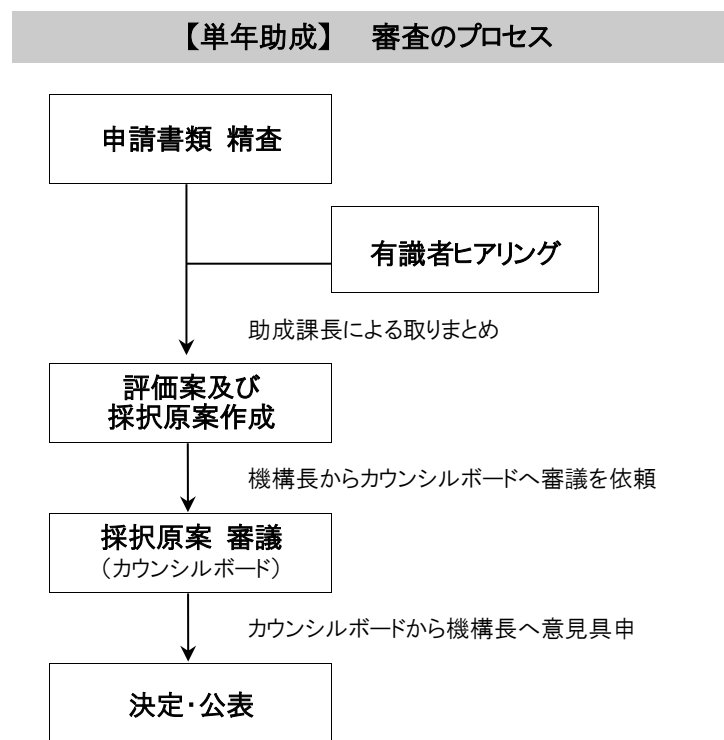 【単年助成】　審査のプロセス
申請書類 精査
有識者ヒアリング
助成課長による取りまとめ
評価案及び
採択原案作成
機構長からカウンシルボードへ審議を依頼
採択原案 審議
（カウンシルボード）
カウンシルボードから機構長へ意見具申
決定・公表